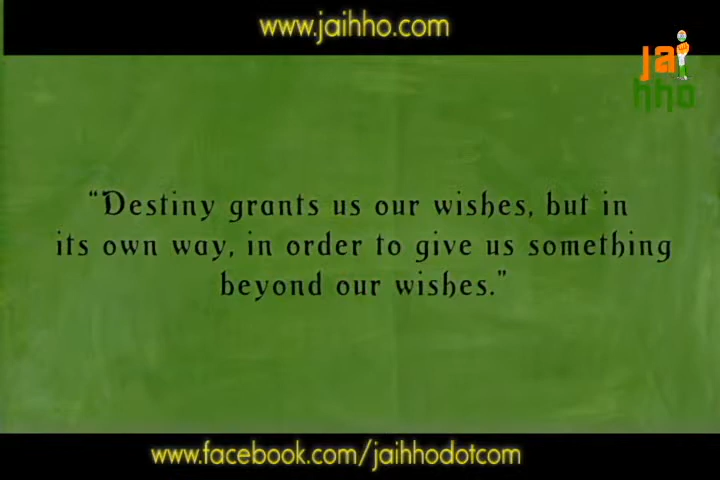 www.jaihho.com
jai
hho
“Destiny grants us our wishes, but in
its own way, in order to give us something
beyond our wishes.”
www.facebook.com/jaihhodotcom